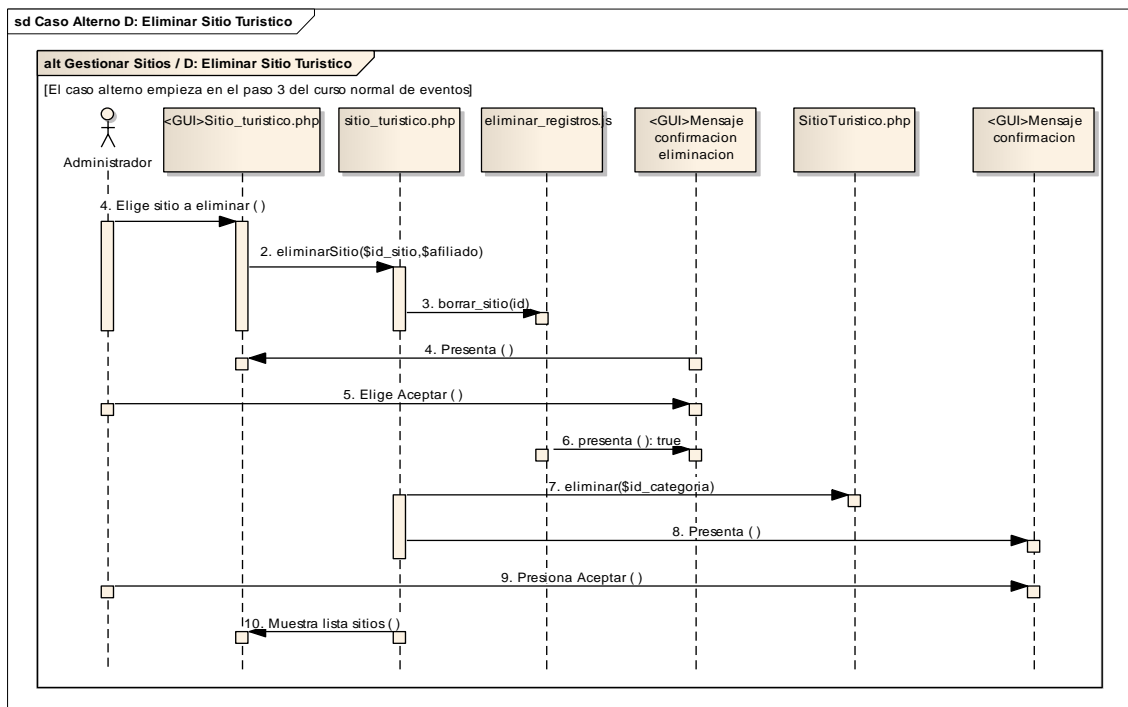 sd Caso Alterno D: Eliminar Sitio Turistico
alt Gestionar Sitios / D: Eliminar Sitio Turistico
[El caso alterno empieza en el paso 3 del curso normal de eventos]
Administrador
<GUI>Sitio_turistico.php
sitio_turistico.php
eliminar_registros.js
<GUI>Mensaje
confirmacion
eliminacion
SitioTuristico.php
<GUI>Mensaje
confirmacion
4. Elige sitio a eliminar ( )
2. eliminarSitio($id_sitio,$afiliado)
3. borrar_sitio(id)
4. Presenta ( )
5. Elige Aceptar ( )
6. presenta ( ): true
7. eliminar($id_categoria)
8. Presenta ( )
9. Presiona Aceptar ( )
10. Muestra lista sitios ( )